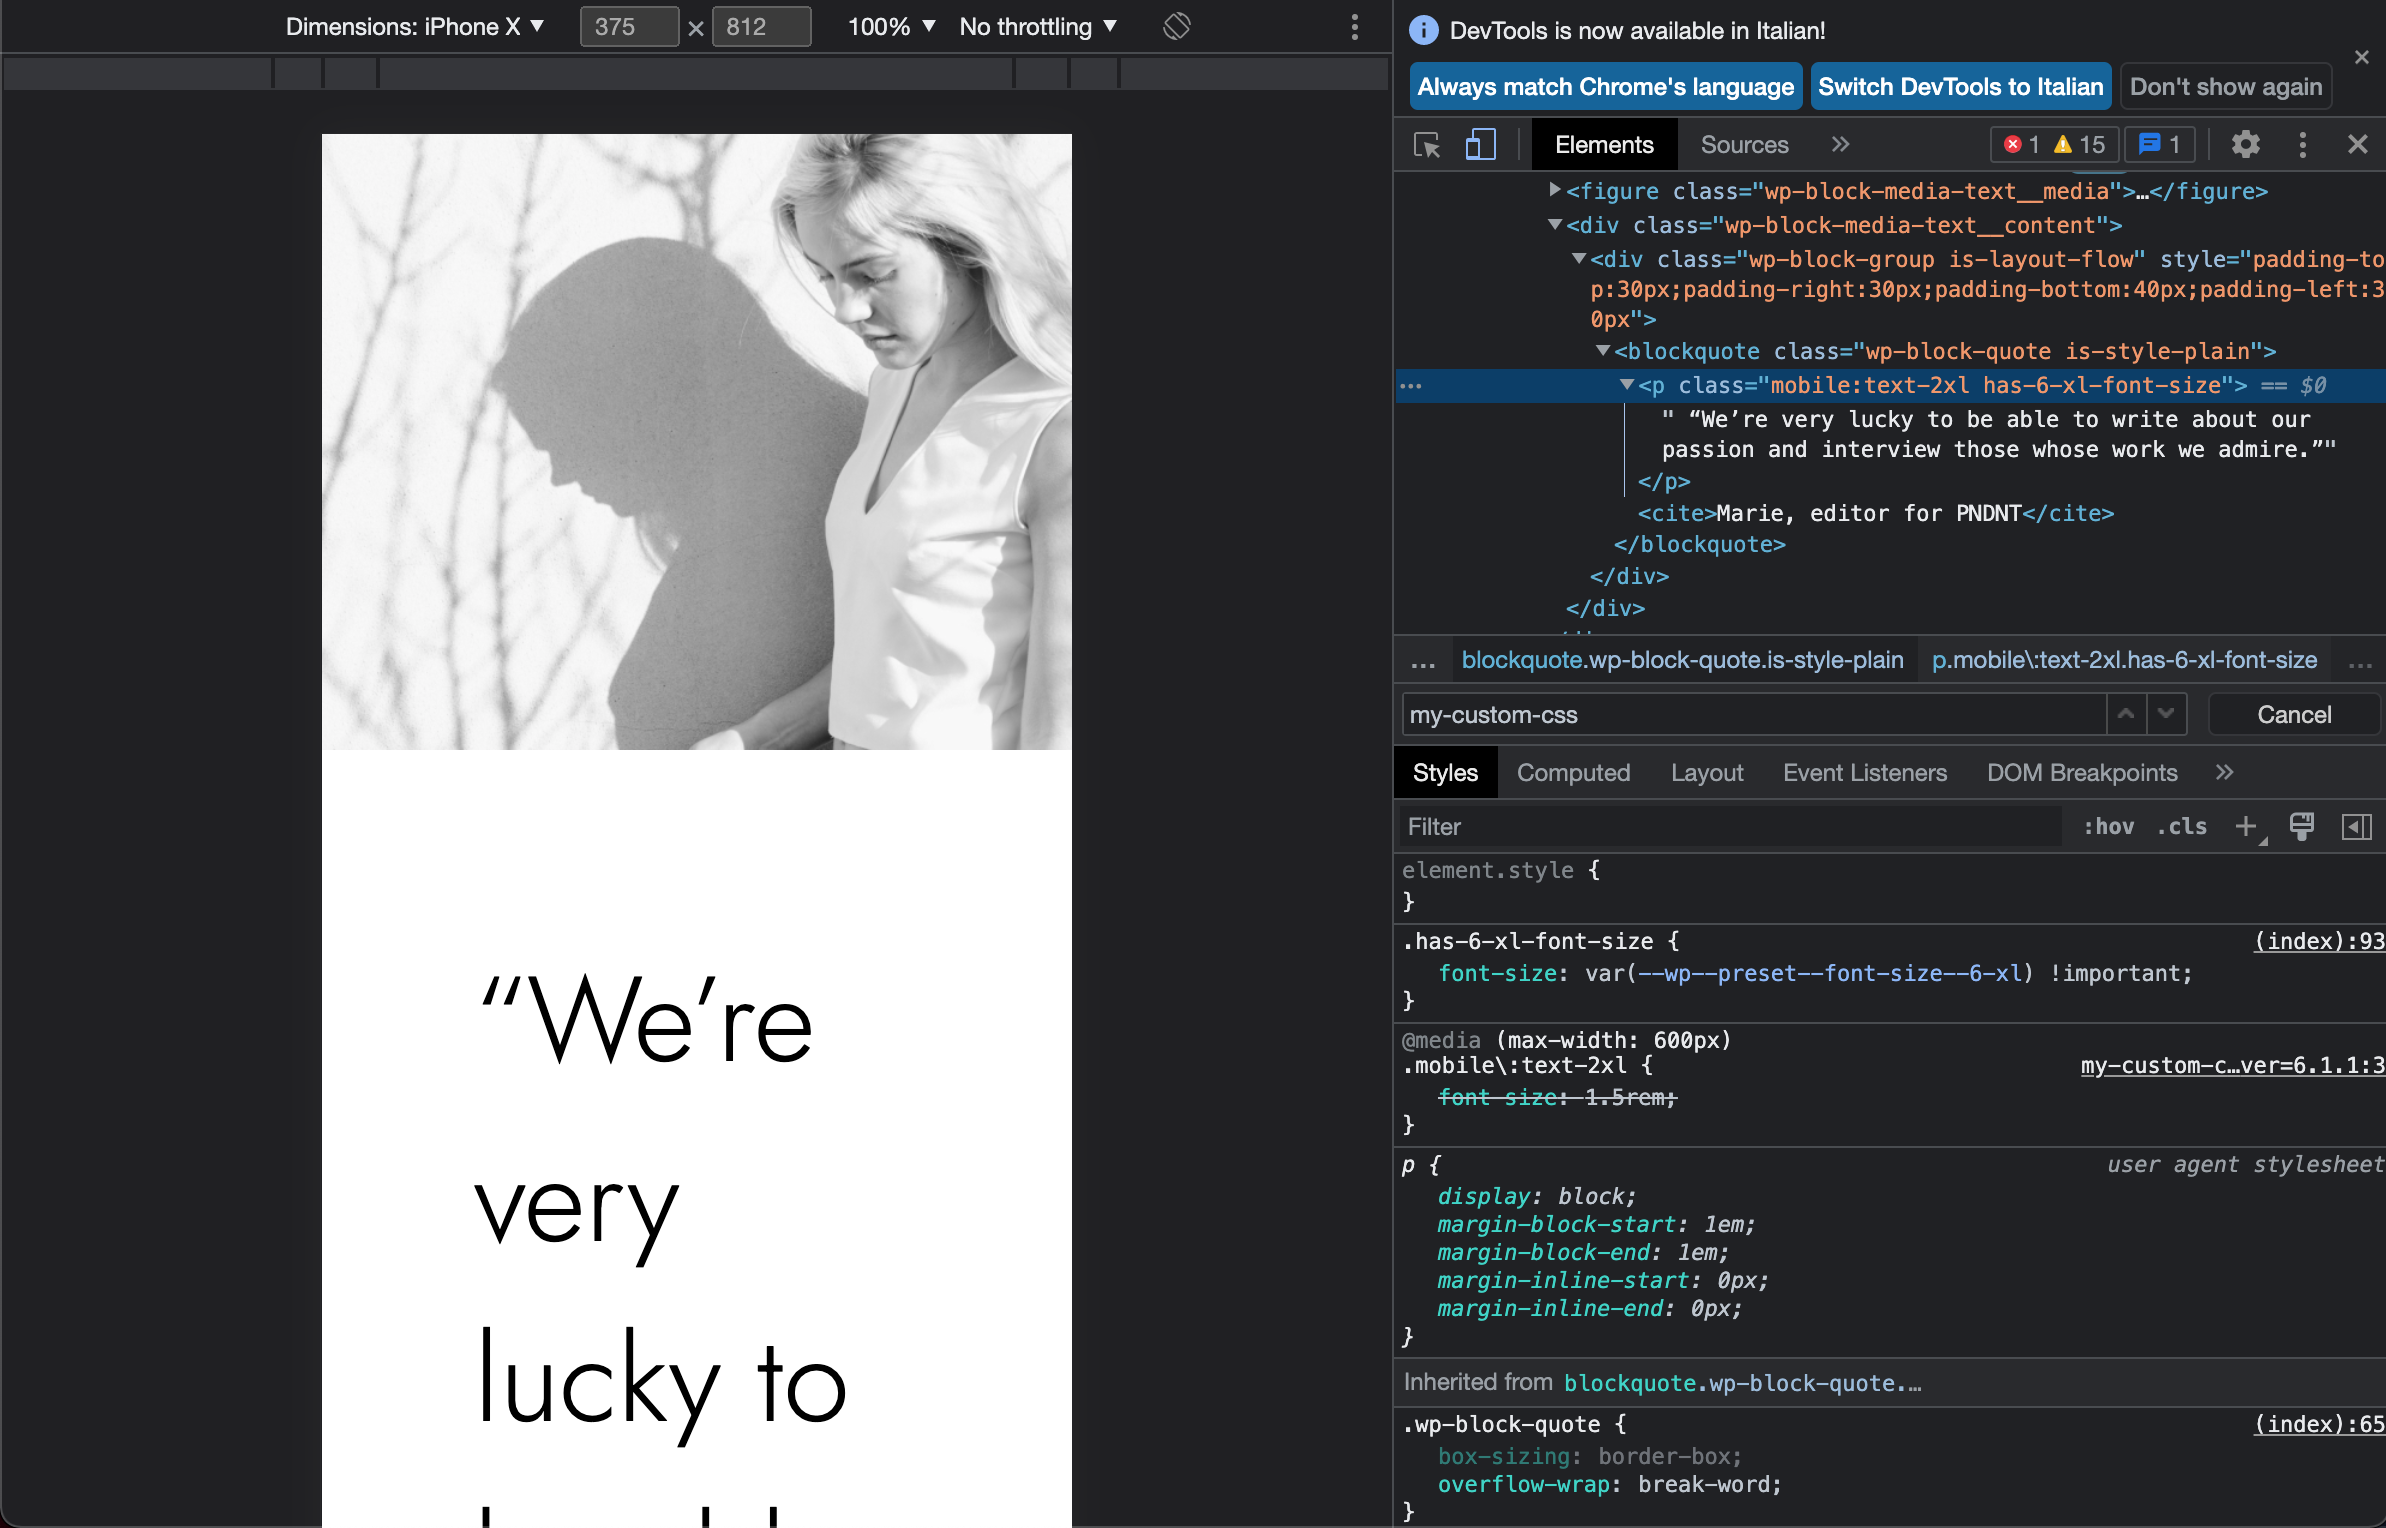 Dimensions: iPhone X ▼ 375 × 812 100% ▼ No throttling ▼
DevTools is now available in Italian!
Always match Chrome's language Switch DevTools to Italian Don't show again
Elements Sources 1 15 1
<figure class="wp-block-media-text__media">…</figure>
<div class="wp-block-media-text__content">
<div class="wp-block-group is-layout-flow" style="padding-to
p:30px;padding-right:30px;padding-bottom:40px;padding-left:3
0px">
<blockquote class="wp-block-quote is-style-plain">
<p class="mobile:text-2xl has-6-xl-font-size"> == $0
" “We’re very lucky to be able to write about our
passion and interview those whose work we admire.”"
</p>
<cite>Marie, editor for PNDNT</cite>
</blockquote>
</div>
</div>
... blockquote.wp-block-quote.is-style-plain p.mobile\:text-2xl.has-6-xl-font-size ...
my-custom-css Cancel
Styles Computed Layout Event Listeners DOM Breakpoints
Filter :hov .cls
element.style {
}
.has-6-xl-font-size { (index):93
font-size: var(--wp--preset--font-size--6-xl) !important;
}
@media (max-width: 600px)
.mobile\:text-2xl { my-custom-c…ver=6.1.1:3
font-size: 1.5rem;
}
p { user agent stylesheet
display: block;
margin-block-start: 1em;
margin-block-end: 1em;
margin-inline-start: 0px;
margin-inline-end: 0px;
}
Inherited from blockquote.wp-block-quote.…
.wp-block-quote { (index):65
box-sizing: border-box;
overflow-wrap: break-word;
}
“We’re
very
lucky to